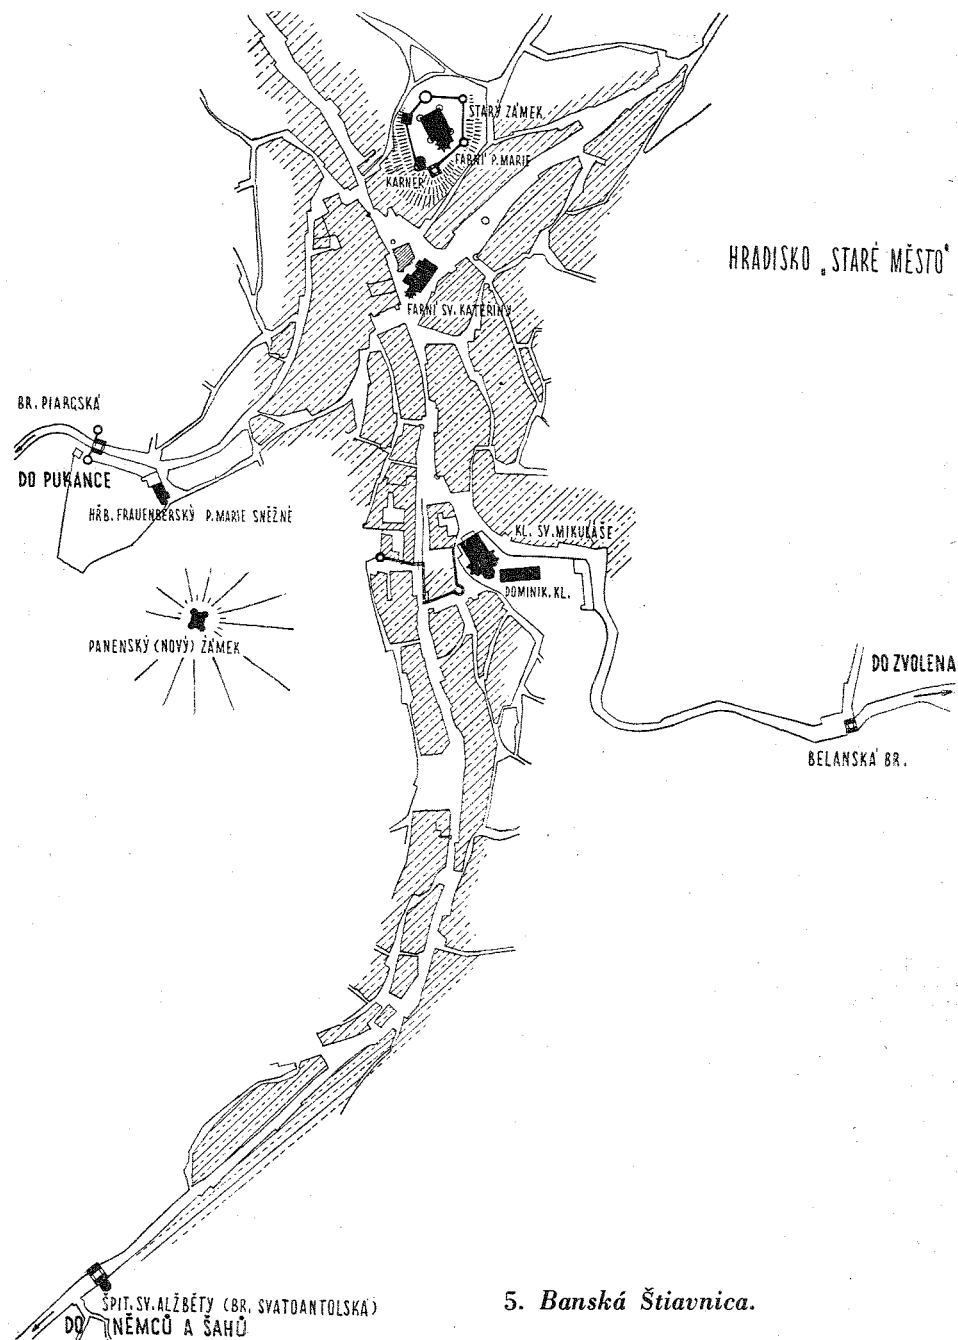 STARÝ ZÁMEK
FARNÍ P. MARIE
KARNER
HRADISKO „STARÉ MĚSTO“
FARNÍ SV. KATEŘINY
BR. PIARGSKÁ
DO PUKANCE
HŘB. FRAUENBERSKÝ P. MARIE SNĚŽNÉ
KL. SV. MIKULÁŠE
DOMINIK. KL.
PANENSKÝ (NOVÝ) ZÁMEK
DO ZVOLENA
BELANSKÁ BR.
ŠPIT. SV. ALŽBĚTY (BR. SVATOANTOLSKÁ)
DO NĚMCŮ A ŠAHŮ
5. Banská Štiavnica.